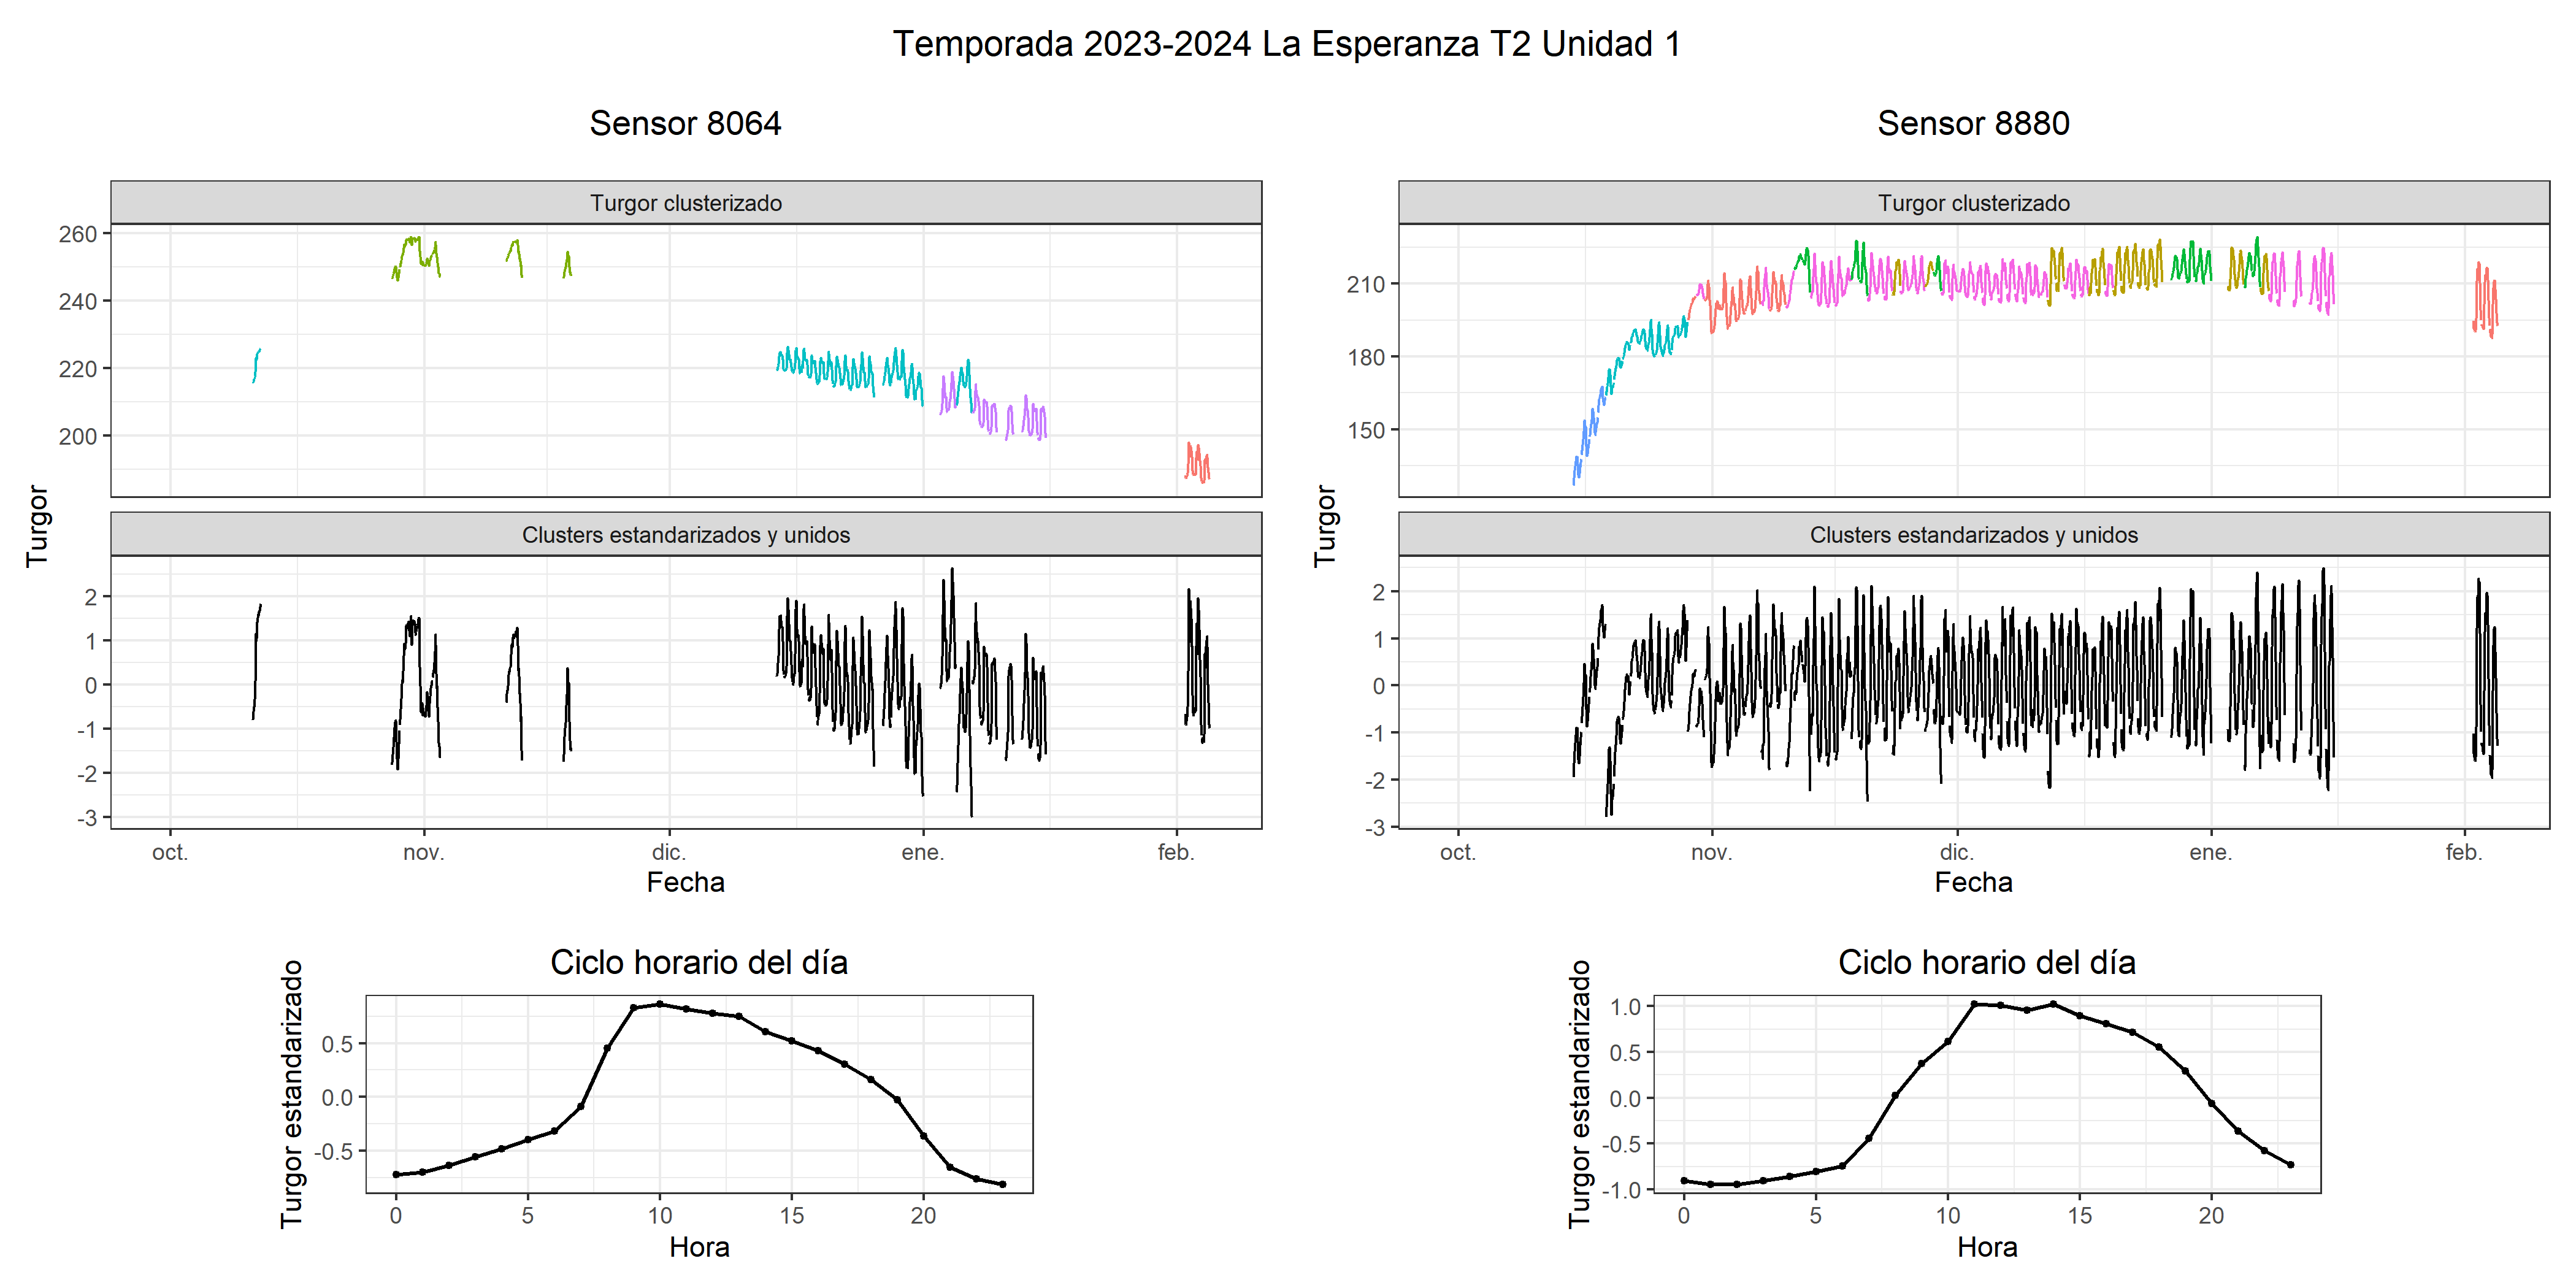 Temporada 2023-2024 La Esperanza T2 Unidad 1
Sensor 8064
Turgor clusterizado
260
240
220
200
Turgor
Clusters estandarizados y unidos
2
1
0
-1
-2
-3
oct. nov. dic. ene. feb.
Fecha
Ciclo horario del día
Turgor estandarizado
0.5
0.0
-0.5
0 5 10 15 20
Hora
Sensor 8880
Turgor clusterizado
210
180
150
Turgor
Clusters estandarizados y unidos
2
1
0
-1
-2
-3
oct. nov. dic. ene. feb.
Fecha
Ciclo horario del día
Turgor estandarizado
1.0
0.5
0.0
-0.5
-1.0
0 5 10 15 20
Hora